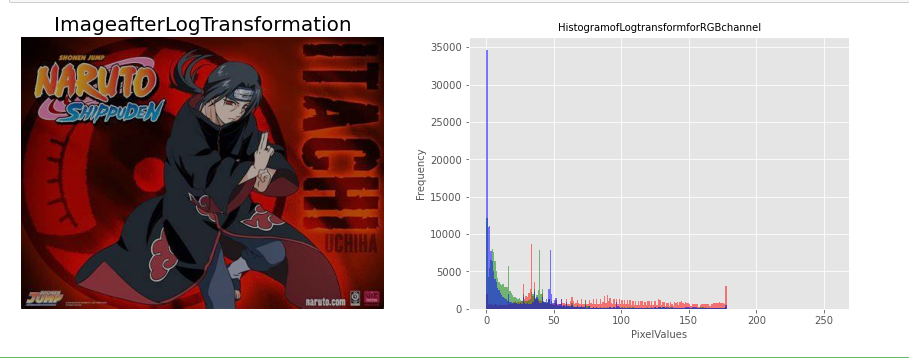 ImageafterLogTransformation
SHONEN JUMP
NARUTO
SHIPPUDEN
ITACHI
UCHIHA
JUMP
naruto.com
HistogramofLogtransformforRGBchannel
Frequency
35000
30000
25000
20000
15000
10000
5000
0
0 50 100 150 200 250
PixelValues